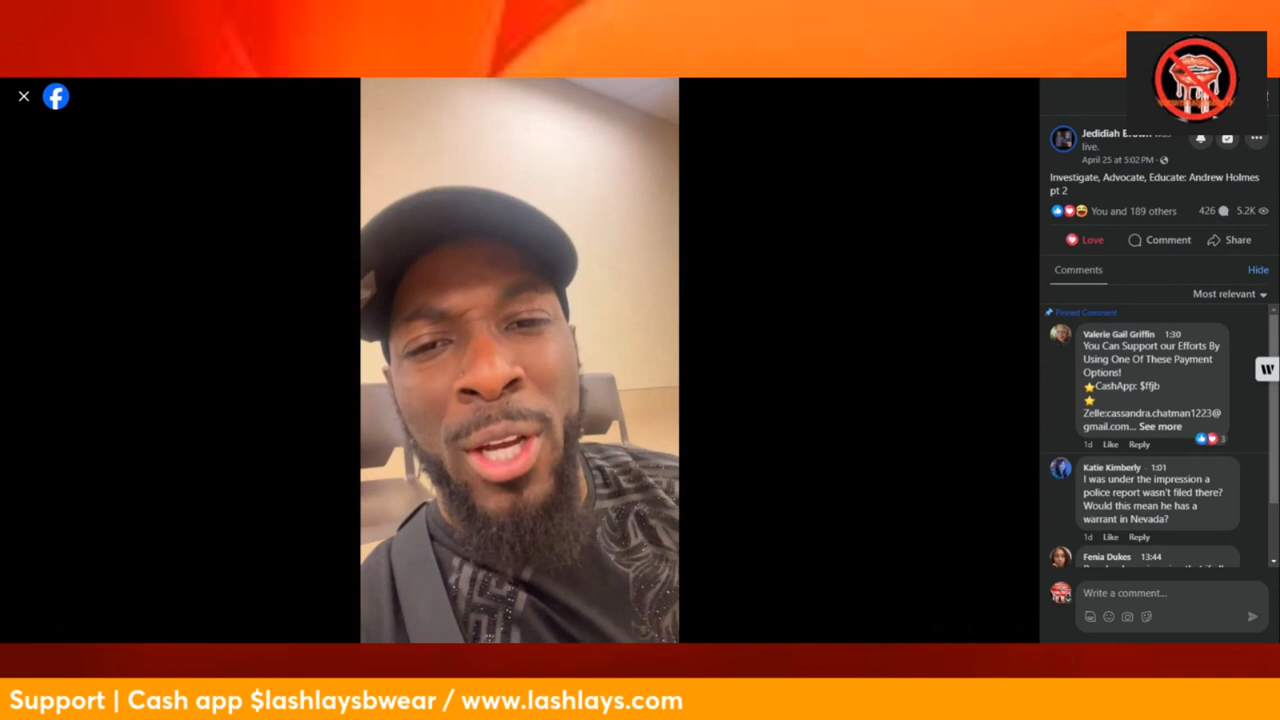 Jedidiah
live.
April 25 at 5:02 PM
Investigate, Advocate, Educate: Andrew Holmes
pt 2
You and 189 others 426 5.2K
Love Comment Share
Comments Hide
Most relevant
Pinned Comment
Valerie Gail Griffin 1:30
You Can Support our Efforts By
Using One Of These Payment
Options!
CashApp: $ffjb
Zelle:cassandra.chatman1223@
gmail.com... See more
3
1d Like Reply
W
Katie Kimberly · 1:01
I was under the impression a
police report wasn't filed there?
Would this mean he has a
warrant in Nevada?
1d Like Reply
Fenia Dukes 13:44
Write a comment...
Support | Cash app $lashlaysbwear / www.lashlays.com